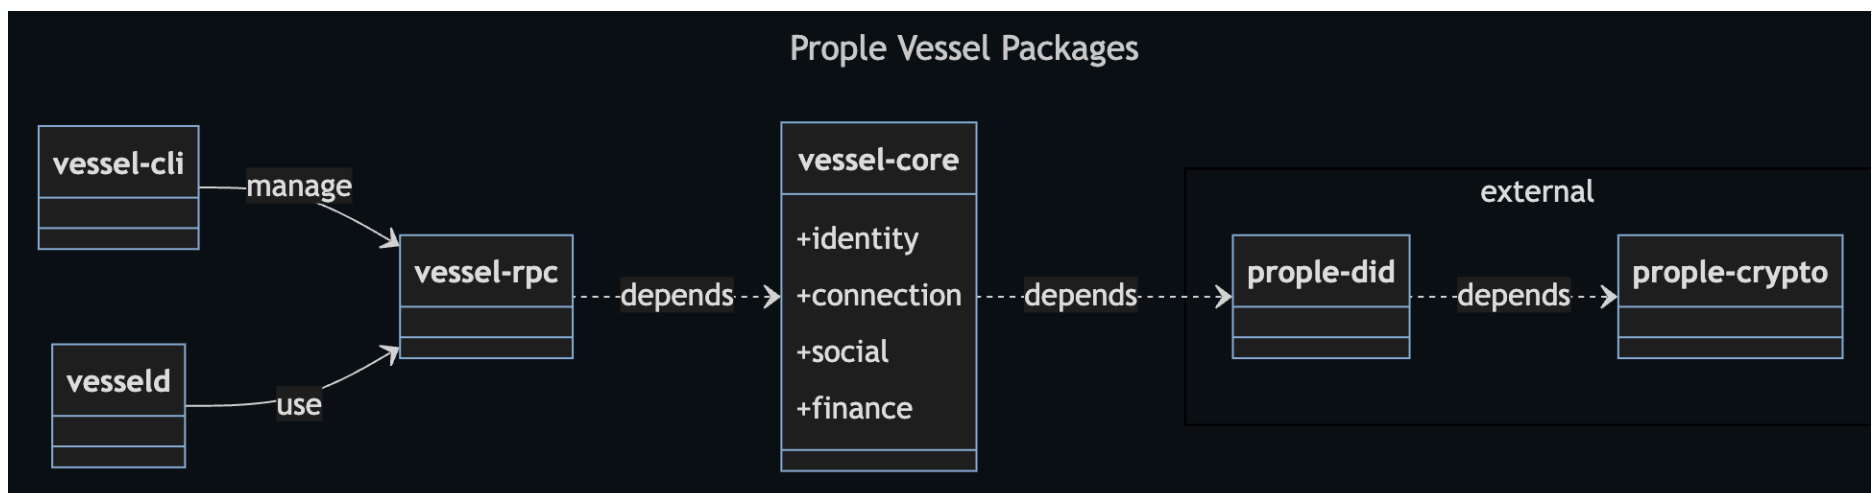 Prople Vessel Packages
vessel-cli
manage
vesseld
use
vessel-rpc
depends
vessel-core
+identity
+connection
+social
+finance
depends
external
prople-did
depends
prople-crypto